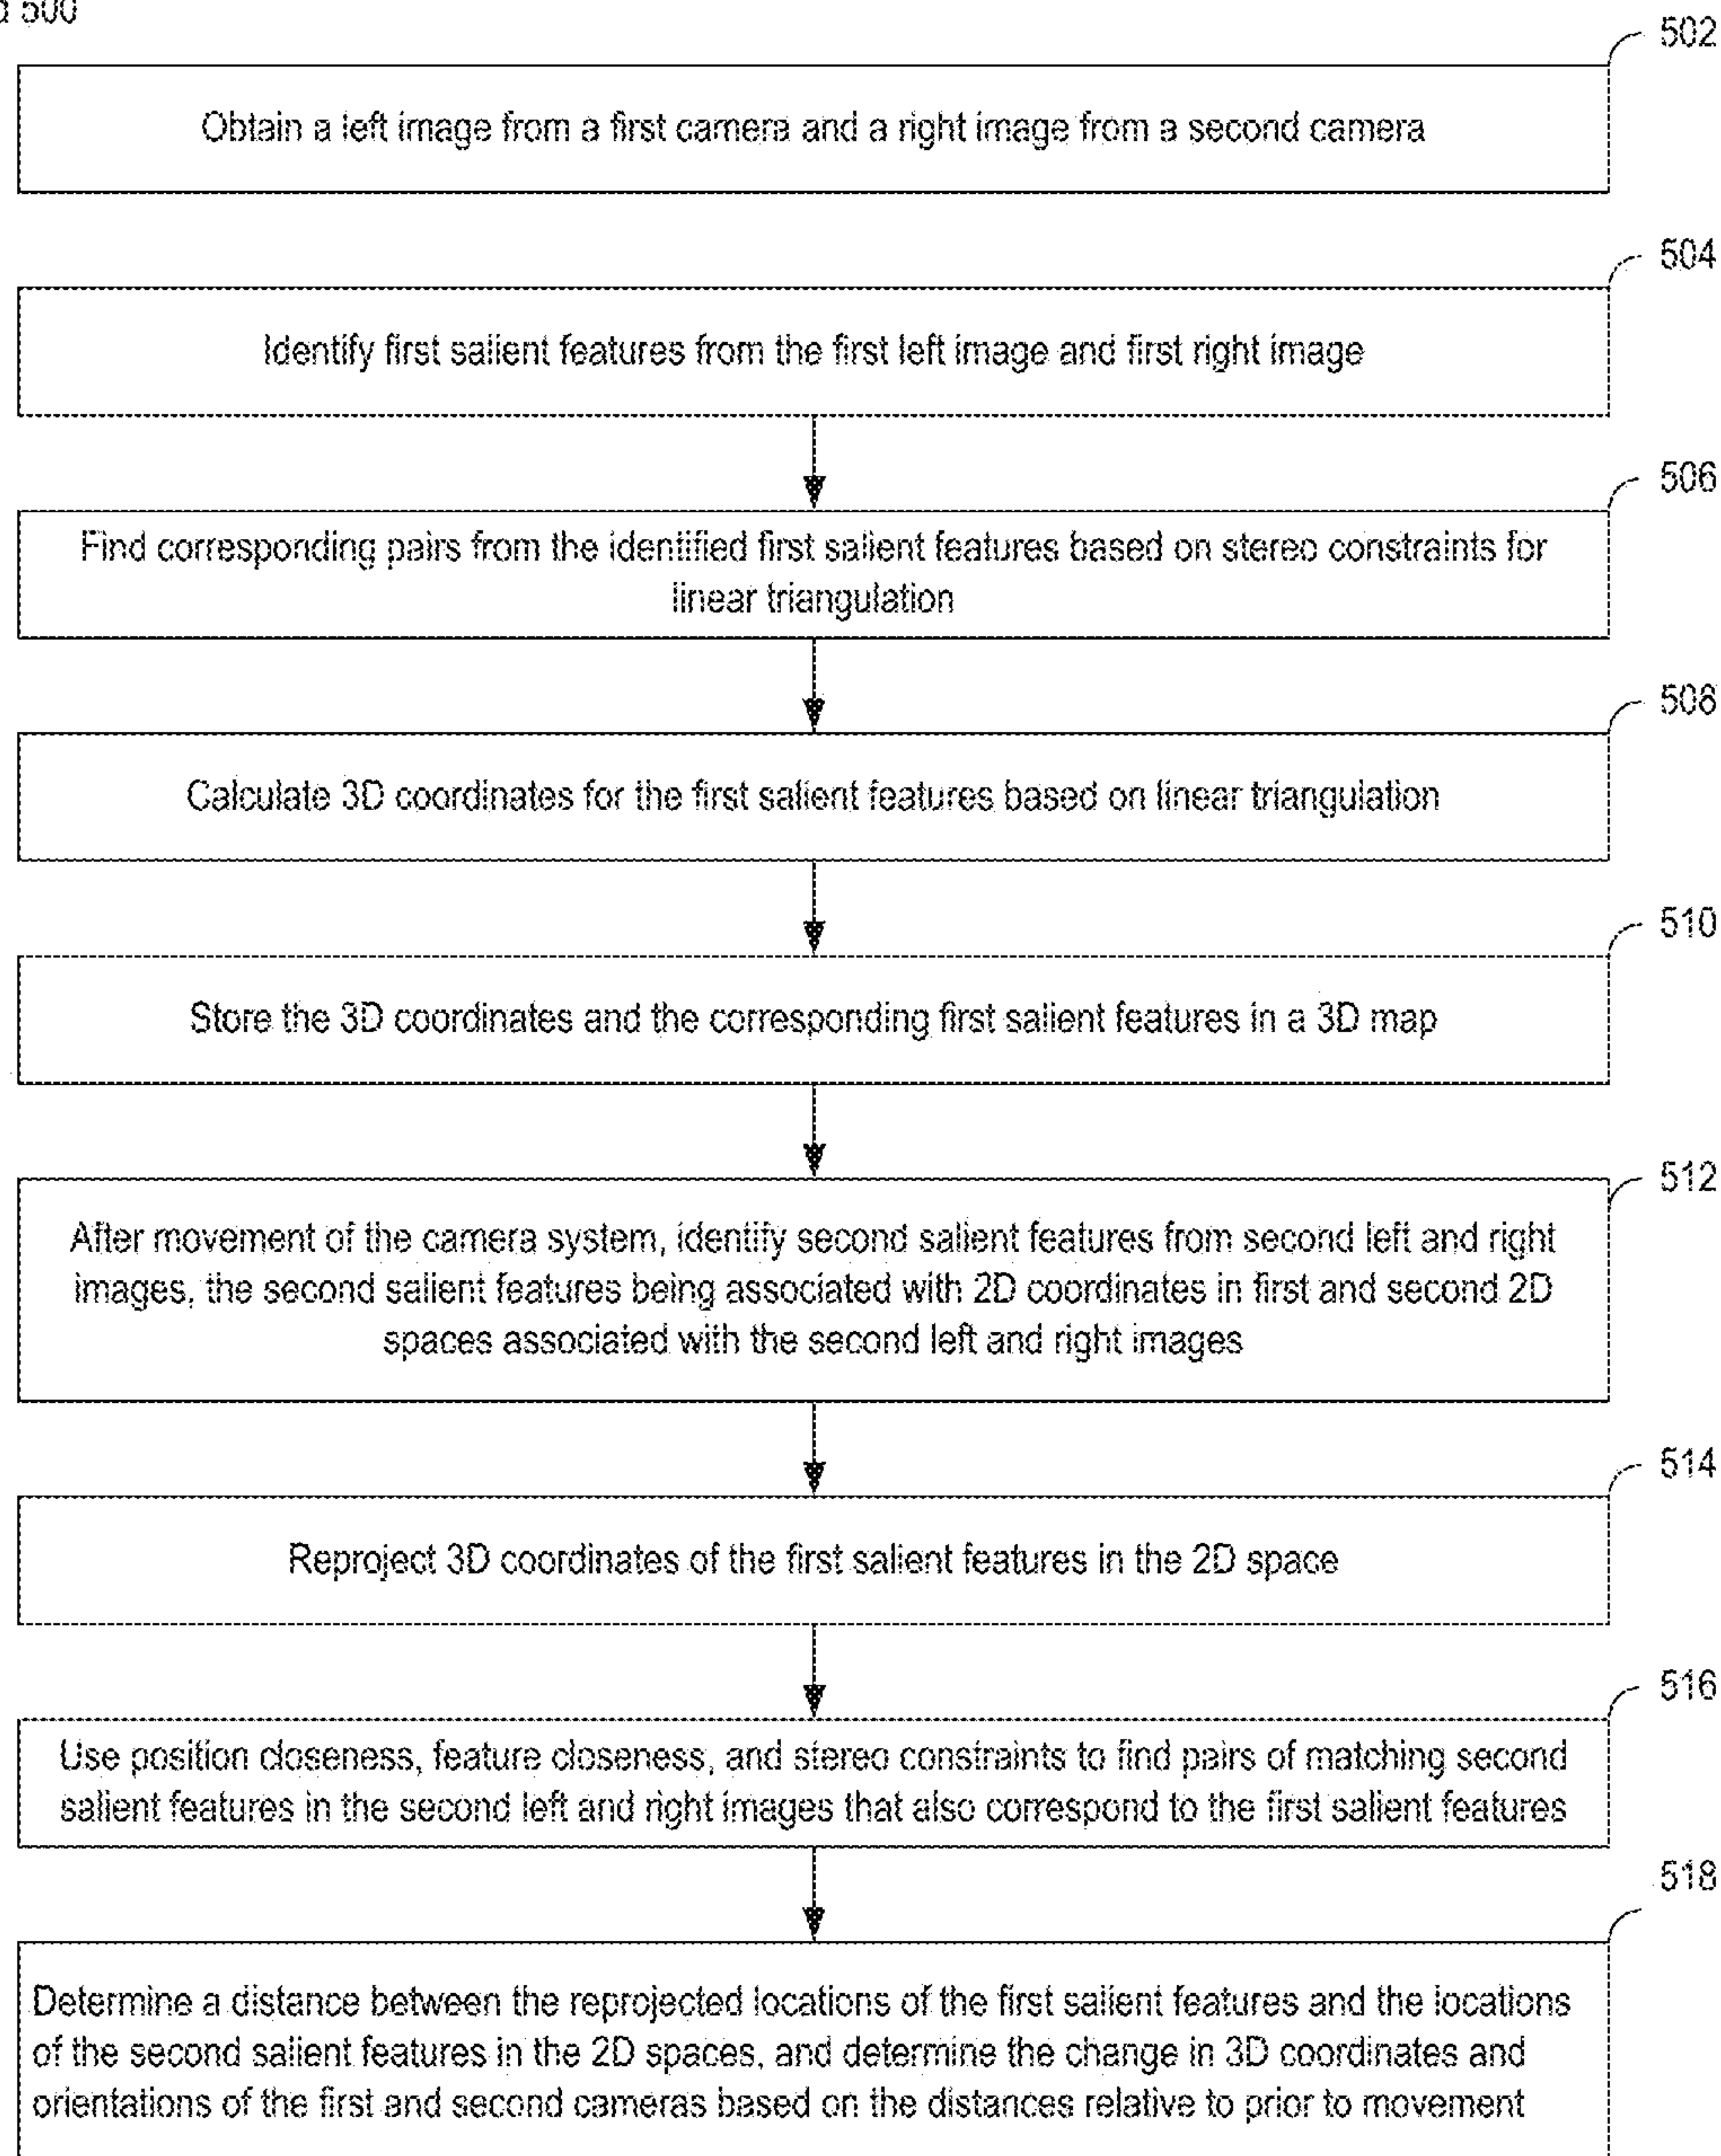 500
502
Obtain a left image from a first camera and a right image from a second camera
504
Identify first salient features from the first left image and first right image
506
Find corresponding pairs from the identified first salient features based on stereo constraints for
linear triangulation
508
Calculate 3D coordinates for the first salient features based on linear triangulation
510
Store the 3D coordinates and the corresponding first salient features in a 3D map
512
After movement of the camera system, identify second salient features from second left and right
images, the second salient features being associated with 2D coordinates in first and second 2D
spaces associated with the second left and right images
514
Reproject 3D coordinates of the first salient features in the 2D space
516
Use position closeness, feature closeness, and stereo constraints to find pairs of matching second
salient features in the second left and right images that also correspond to the first salient features
518
Determine a distance between the reprojected locations of the first salient features and the locations
of the second salient features in the 2D spaces, and determine the change in 3D coordinates and
orientations of the first and second cameras based on the distances relative to prior to movement